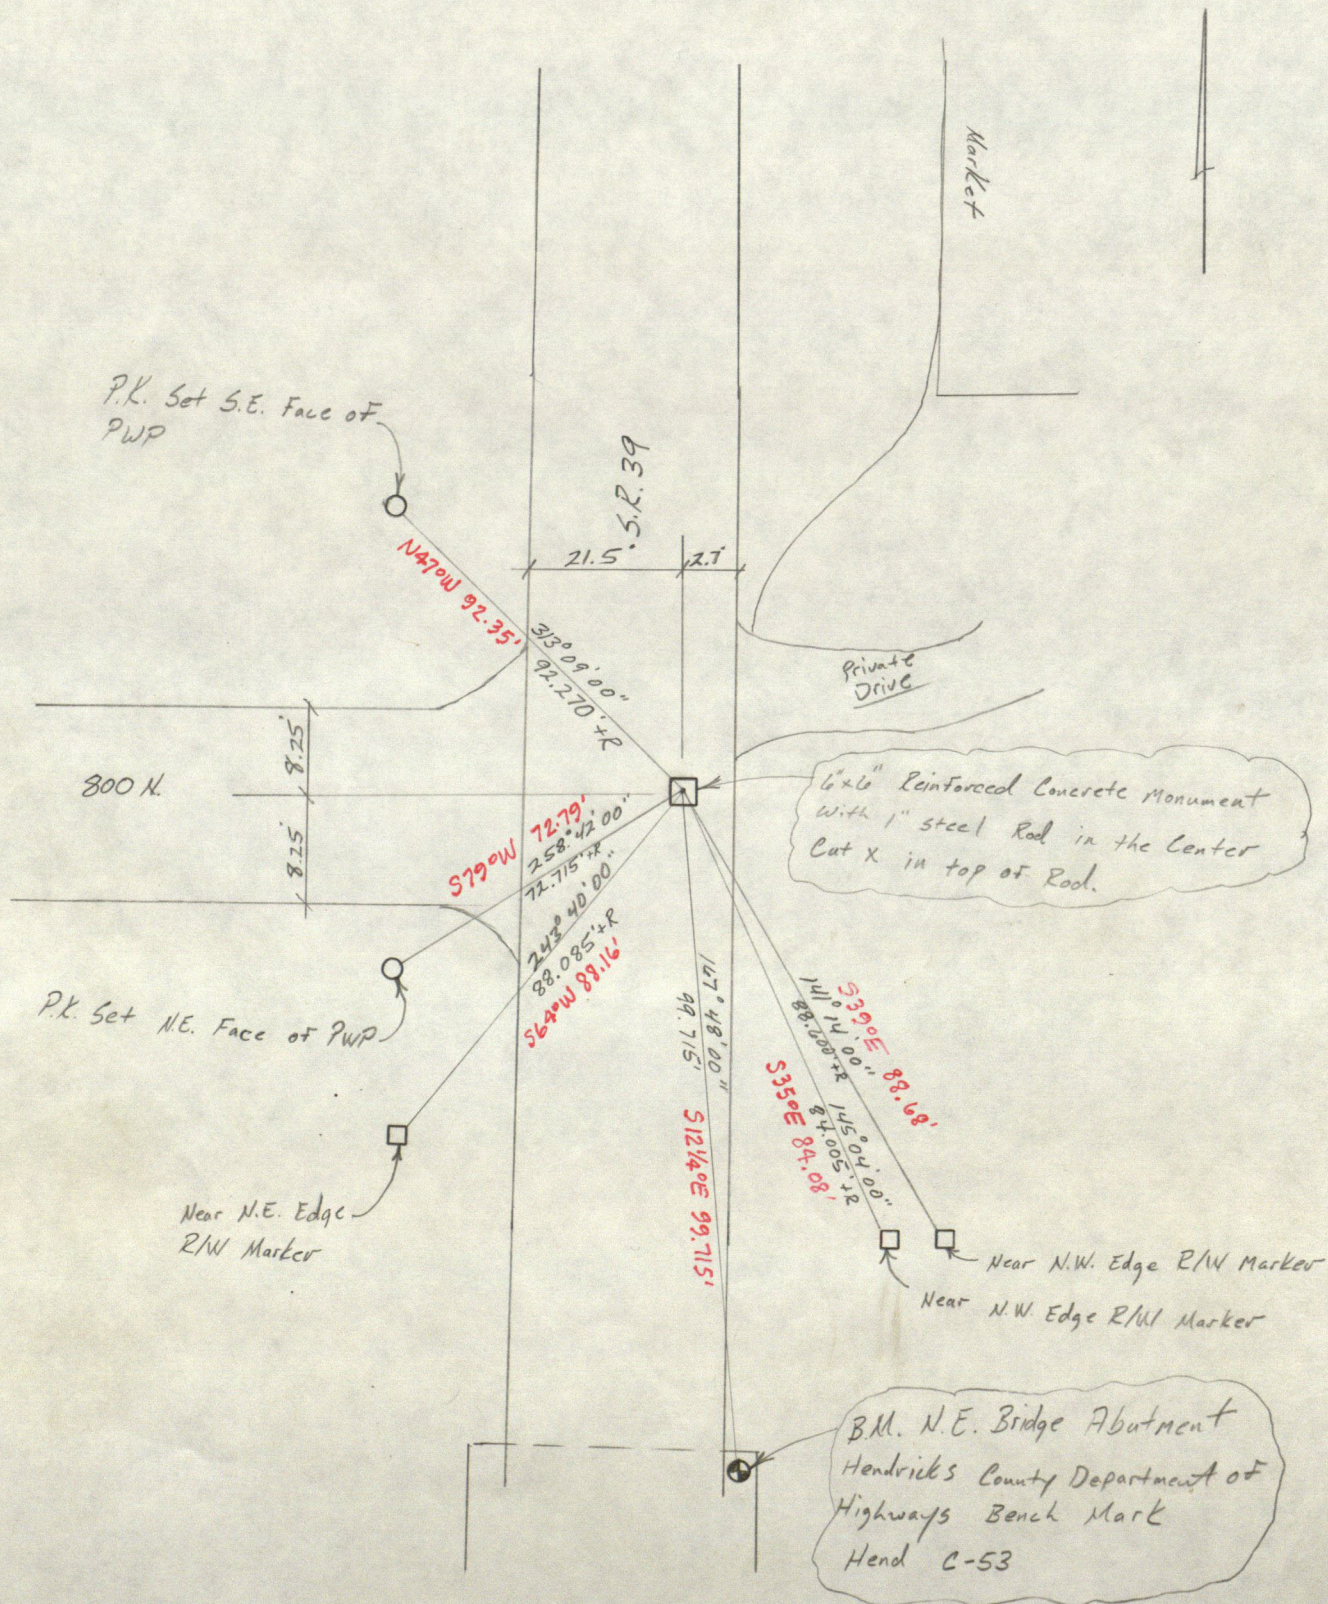 Market
P.K. Set S.E. Face of
PWP
S.R. 39
21.5'
2.7'
N47°W 92.35'
313° 09' 00"
92.270' +R
Private
Drive
8.25'
800 N.
8.25'
6"x6" Reinforced Concrete Monument
with 1" steel Rod in the Center
Cut X in top of Rod.
S79°W 72.79'
258° 42' 00"
72.715' +R
243° 40' 00"
88.085' +R
S64°W 88.16'
P.K. Set N.E. Face of PWP
167° 48' 00"
99.715'
S12¼°E 99.715'
S39°E 88.68'
141° 14' 00"
88.600' +R
145° 04' 00"
84.005' +R
S35°E 84.08'
Near N.E. Edge
R/W Marker
Near N.W. Edge R/W Marker
Near N.W. Edge R/W Marker
B.M. N.E. Bridge Abutment
Hendricks County Department of
Highways Bench Mark
Hend C-53